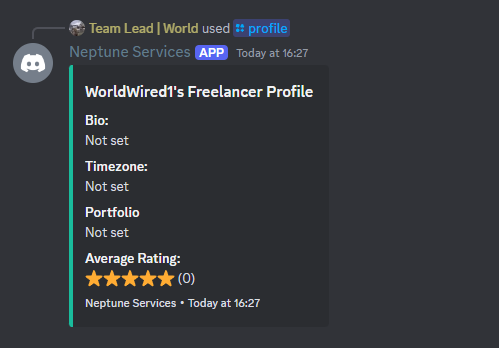 Team Lead | World used profile
Neptune Services APP Today at 16:27
WorldWired1's Freelancer Profile
Bio:
Not set
Timezone:
Not set
Portfolio
Not set
Average Rating:
⭐⭐⭐⭐⭐ (0)
Neptune Services • Today at 16:27